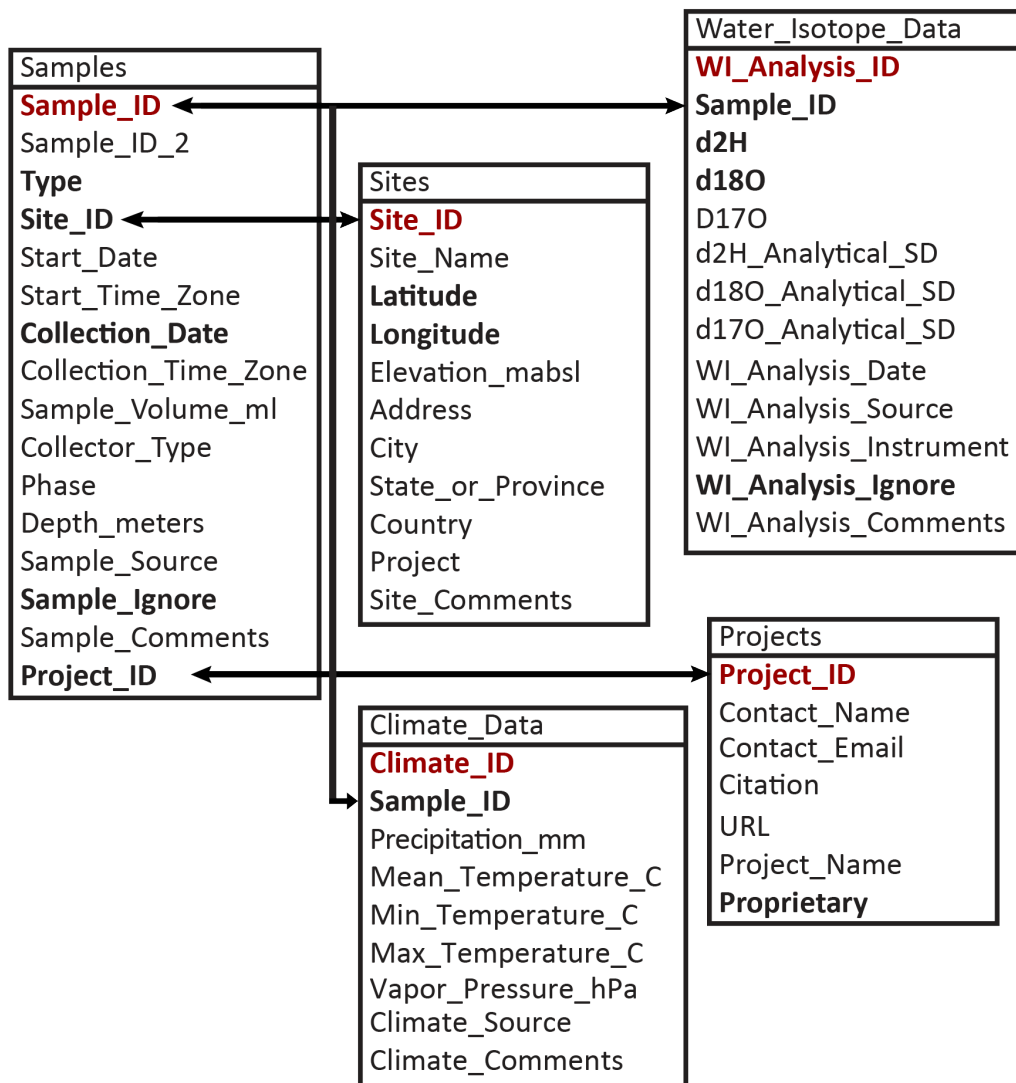 Samples
Sample_ID
Sample_ID_2
Type
Site_ID
Start_Date
Start_Time_Zone
Collection_Date
Collection_Time_Zone
Sample_Volume_ml
Collector_Type
Phase
Depth_meters
Sample_Source
Sample_Ignore
Sample_Comments
Project_ID
Sites
Site_ID
Site_Name
Latitude
Longitude
Elevation_mabsl
Address
City
State_or_Province
Country
Project
Site_Comments
Water_Isotope_Data
WI_Analysis_ID
Sample_ID
d2H
d18O
D17O
d2H_Analytical_SD
d18O_Analytical_SD
d17O_Analytical_SD
WI_Analysis_Date
WI_Analysis_Source
WI_Analysis_Instrument
WI_Analysis_Ignore
WI_Analysis_Comments
Climate_Data
Climate_ID
Sample_ID
Precipitation_mm
Mean_Temperature_C
Min_Temperature_C
Max_Temperature_C
Vapor_Pressure_hPa
Climate_Source
Climate_Comments
Projects
Project_ID
Contact_Name
Contact_Email
Citation
URL
Project_Name
Proprietary